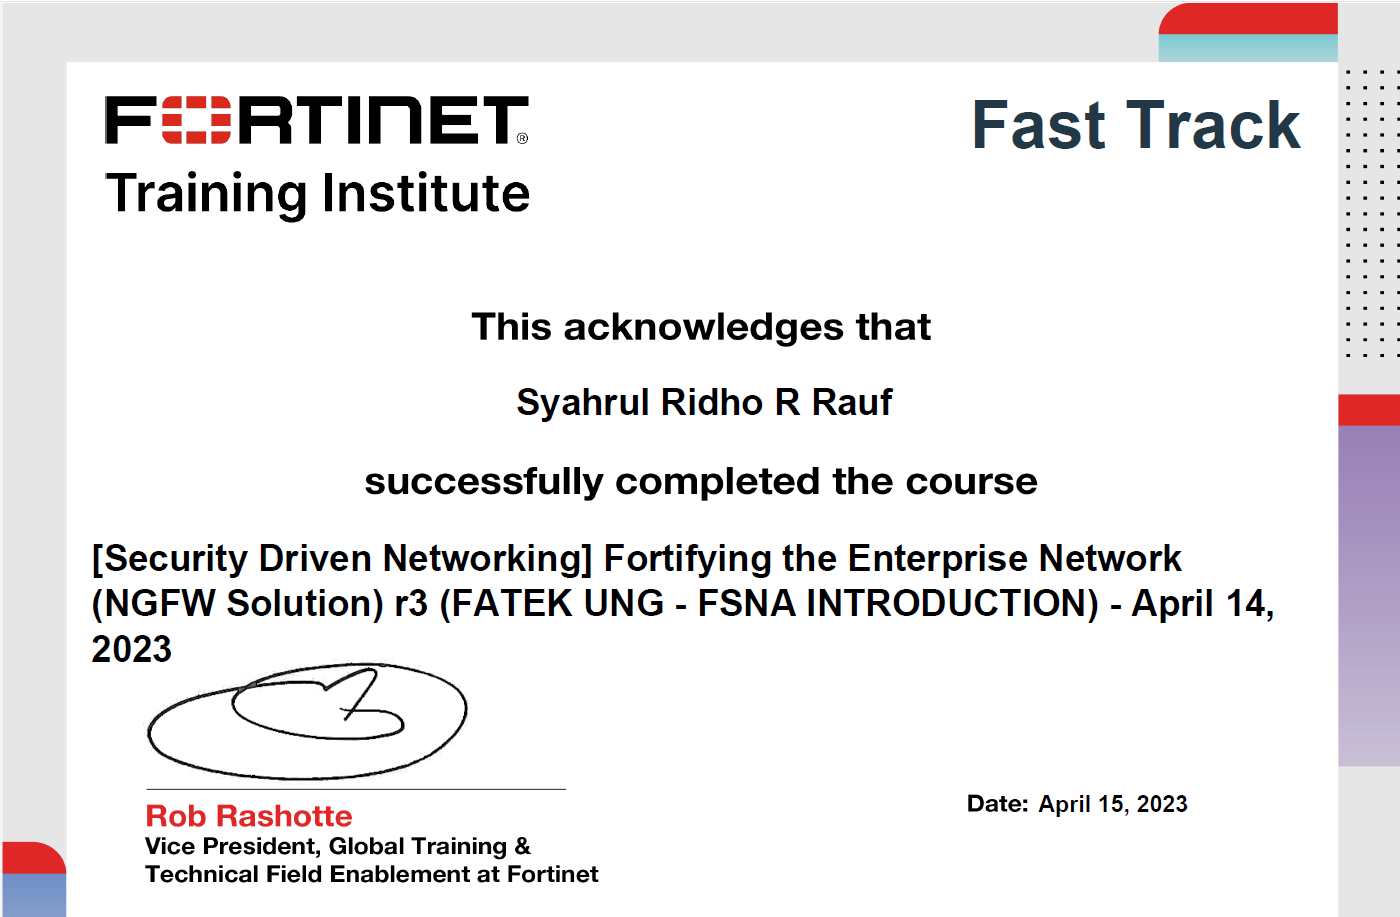 FORTINET®
Training Institute
Fast Track
This acknowledges that
Syahrul Ridho R Rauf
successfully completed the course
[Security Driven Networking] Fortifying the Enterprise Network
(NGFW Solution) r3 (FATEK UNG - FSNA INTRODUCTION) - April 14,
2023
Rob Rashotte
Vice President, Global Training &
Technical Field Enablement at Fortinet
Date: April 15, 2023